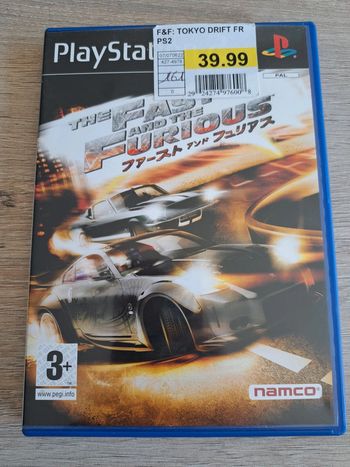 F&F: TOKYO DRIFT FR
PS2
PlayStat
39.99
PAL
THE FAST
AND THE
FURIOUS
ファースト アンド フュリアス
3+
www.pegi.info
namco